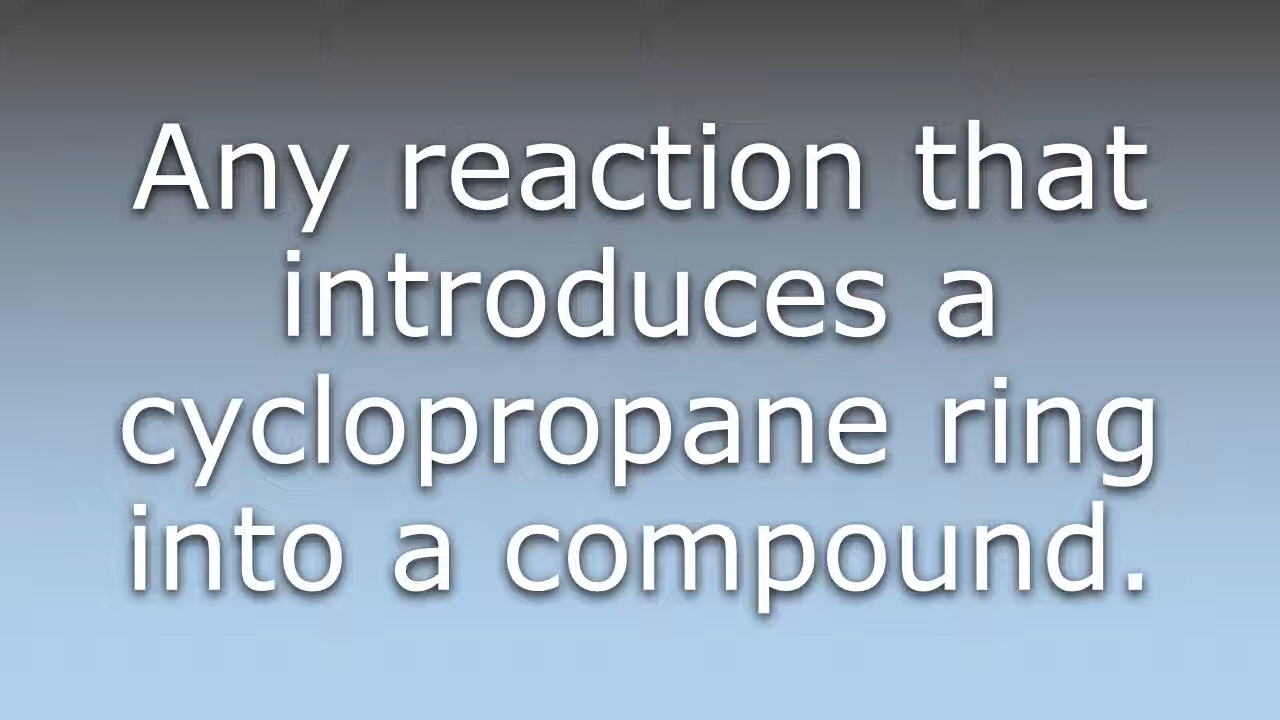 Any reaction that
introduces a
cyclopropane ring
into a compound.